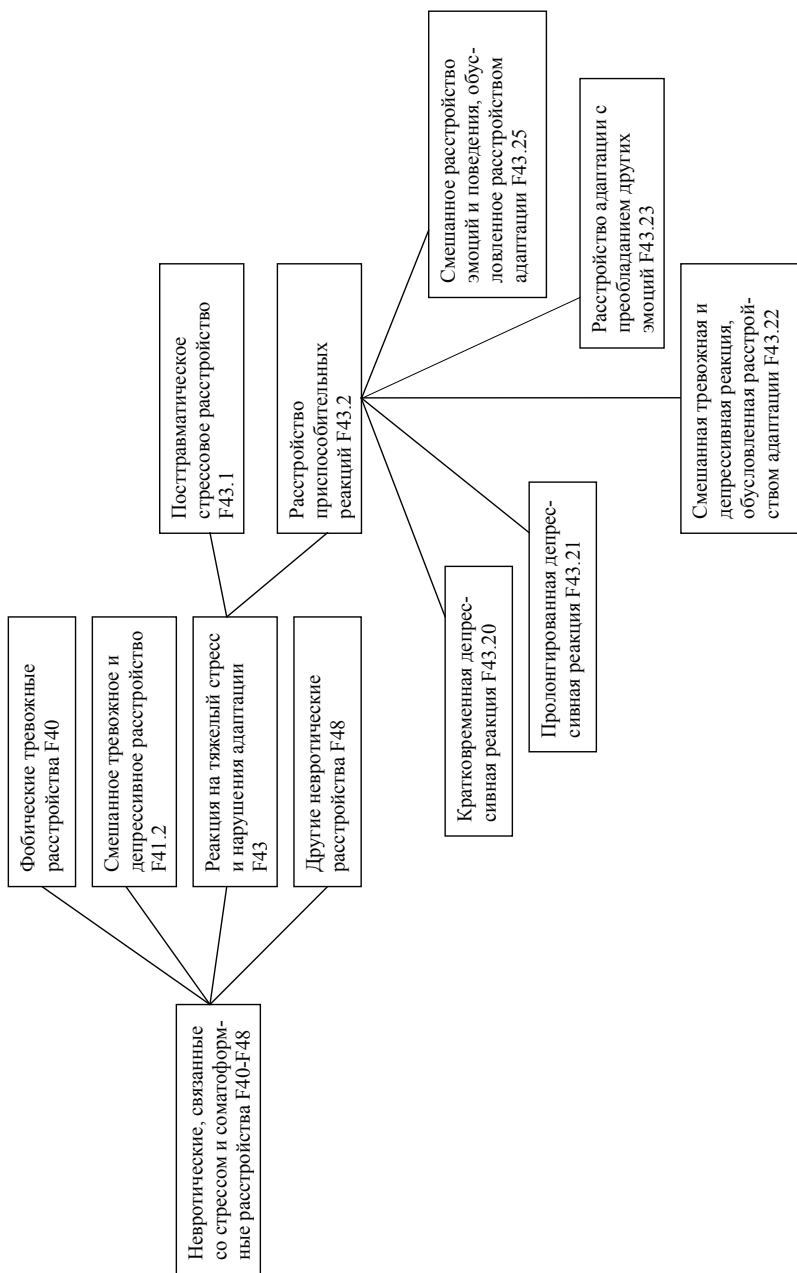 Невротические, связанные
со стрессом и соматоформ-
ные расстройства F40-F48
Фобические тревожные
расстройства F40
Смешанное тревожное и
депрессивное расстройство
F41.2
Реакция на тяжелый стресс
и нарушения адаптации
F43
Другие невротические
расстройства F48
Посттравматическое
стрессовое расстройство
F43.1
Расстройство
приспособительных
реакций F43.2
Кратковременная депрес-
сивная реакция F43.20
Пролонгированная депрес-
сивная реакция F43.21
Смешанная тревожная и
депрессивная реакция,
обусловленная расстрой-
ством адаптации F43.22
Расстройство адаптации с
преобладанием других
эмоций F43.23
Смешанное расстройство
эмоций и поведения, обус-
ловленное расстройством
адаптации F43.25